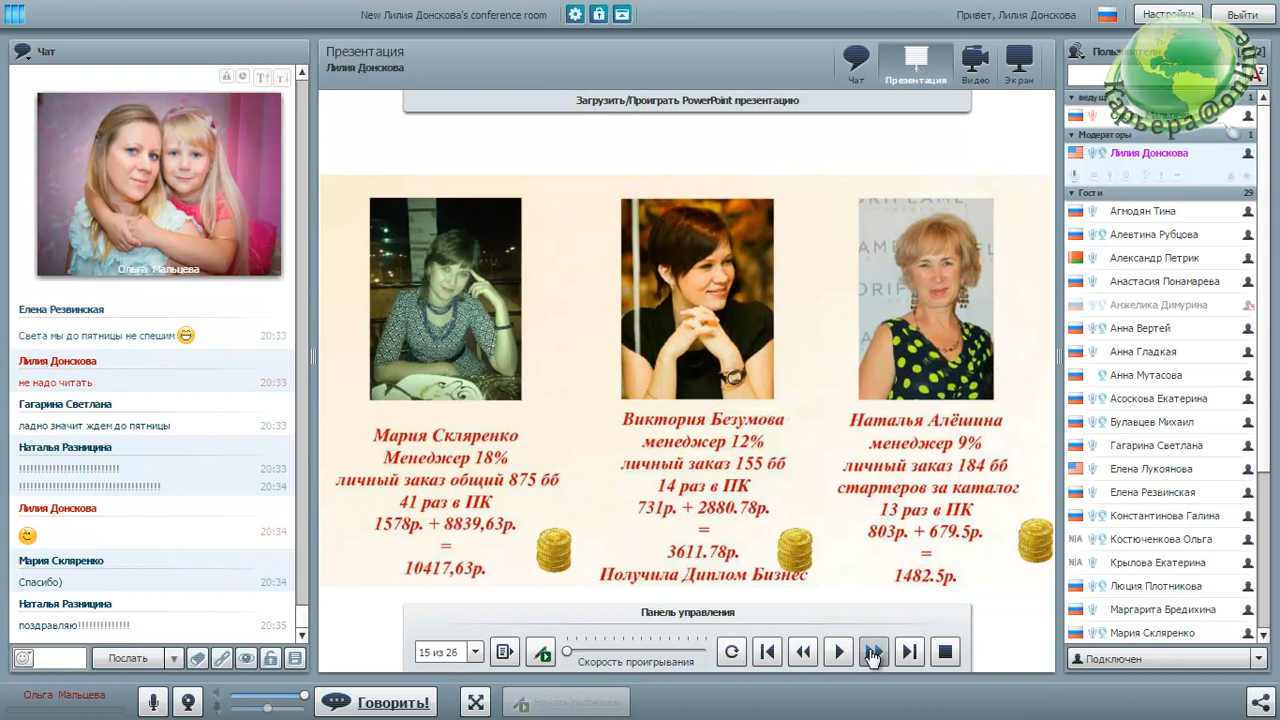 New Лилия Донскова's conference room
Привет, Лилия Донскова
Настройки
Выйти
Чат
Ольга Мальцева
Елена Резвинская
Света мы до пятницы не спешим
20:33
Лилия Донскова
не надо читать
20:33
Гагарина Светлана
ладно значит ждем до пятницы
20:33
Наталья Разницина
!!!!!!!!!!!!!!!!!!!!!!!!!!
20:33
!!!!!!!!!!!!!!!!!!!!!!!!!!!!!!!!!!!!!
20:34
Лилия Донскова
20:34
Мария Скляренко
Спасибо)
20:34
Наталья Разницина
поздравляю!!!!!!!!!!!!!!
20:35
Послать
Презентация
Лилия Донскова
Чат
Презентация
Видео
Экран
Загрузить/Проиграть PowerPoint презентацию
Мария Скляренко
Менеджер 18%
личный заказ общий 875 бб
41 раз в ПК
1578р. + 8839,63р.
=
10417,63р.
Виктория Безумова
менеджер 12%
личный заказ 155 бб
14 раз в ПК
731р. + 2880.78р.
=
3611.78р.
Получила Диплом Бизнес
ORIFLAME
Наталья Алёшина
менеджер 9%
личный заказ 184 бб
стартеров за каталог
13 раз в ПК
803р. + 679.5р.
=
1482.5р.
Панель управления
15 из 26
Скорость проигрывания
Пользователи
карьера@online
1
Мальцева
Модераторы
1
Лилия Донскова
Гости
29
Агнодян Тина
Алевтина Рубцова
Александр Петрик
Анастасия Понамарева
Анжелика Димурина
Анна Вертей
Анна Гладкая
Анна Мутасова
Асоскова Екатерина
Булавцев Михаил
Гагарина Светлана
Елена Лукоянова
Елена Резвинская
Константинова Галина
N/A Костюченкова Ольга
N/A Крылова Екатерина
Люция Плотникова
Маргарита Бредихина
Мария Скляренко
Подключен
Ольга Мальцева
Говорить!